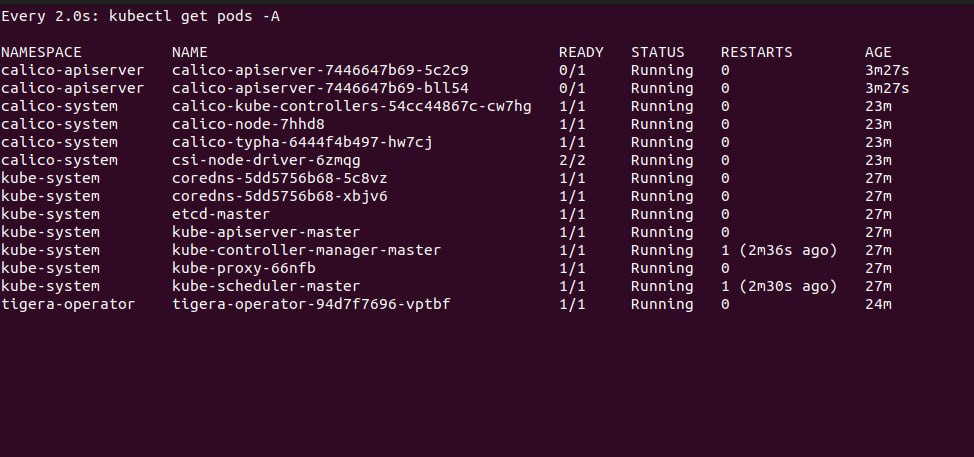 Every 2.0s: kubectl get pods -A
NAMESPACE NAME READY STATUS RESTARTS AGE
calico-apiserver calico-apiserver-7446647b69-5c2c9 0/1 Running 0 3m27s
calico-apiserver calico-apiserver-7446647b69-bll54 0/1 Running 0 3m27s
calico-system calico-kube-controllers-54cc44867c-cw7hg 1/1 Running 0 23m
calico-system calico-node-7hhd8 1/1 Running 0 23m
calico-system calico-typha-6444f4b497-hw7cj 1/1 Running 0 23m
calico-system csi-node-driver-6zmqg 2/2 Running 0 23m
kube-system coredns-5dd5756b68-5c8vz 1/1 Running 0 27m
kube-system coredns-5dd5756b68-xbjv6 1/1 Running 0 27m
kube-system etcd-master 1/1 Running 0 27m
kube-system kube-apiserver-master 1/1 Running 0 27m
kube-system kube-controller-manager-master 1/1 Running 1 (2m36s ago) 27m
kube-system kube-proxy-66nfb 1/1 Running 0 27m
kube-system kube-scheduler-master 1/1 Running 1 (2m30s ago) 27m
tigera-operator tigera-operator-94d7f7696-vptbf 1/1 Running 0 24m